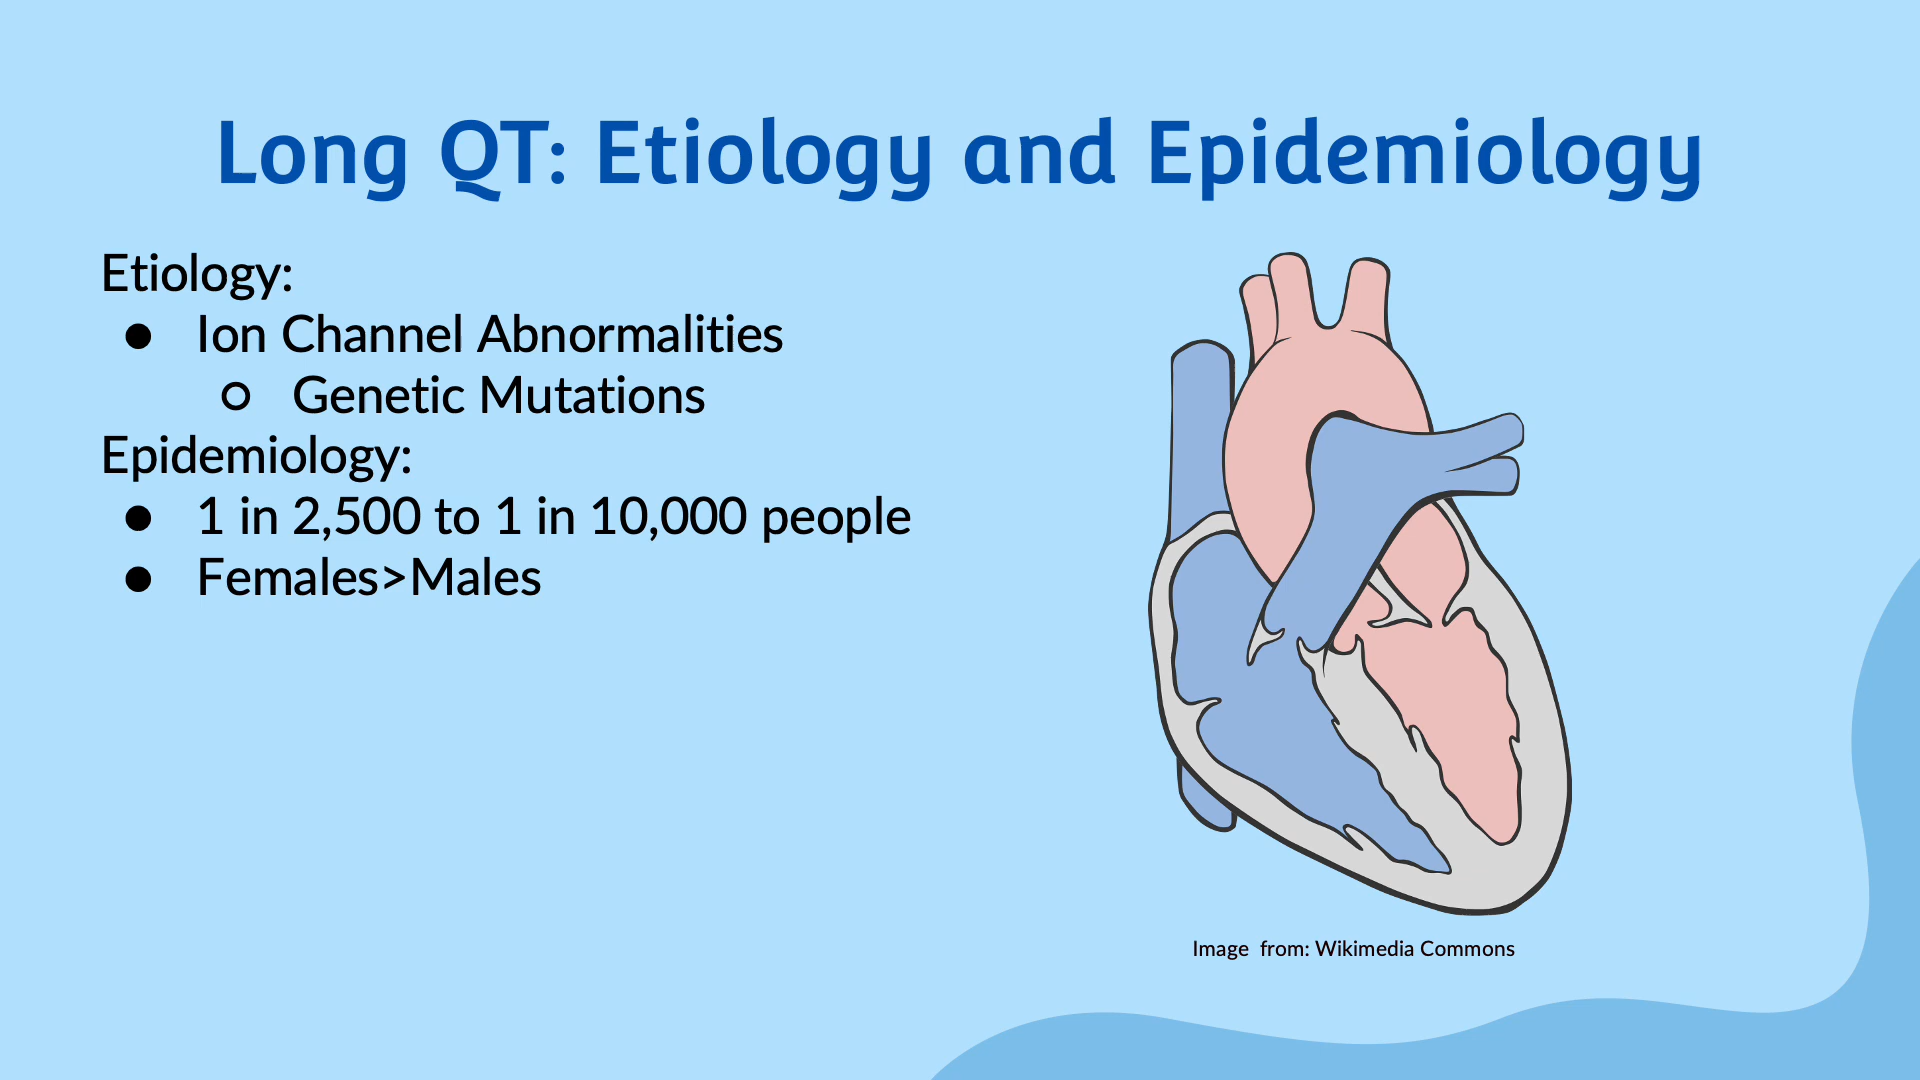 Long QT: Etiology and Epidemiology
Etiology:
● Ion Channel Abnormalities
○ Genetic Mutations
Epidemiology:
● 1 in 2,500 to 1 in 10,000 people
● Females>Males
Image from: Wikimedia Commons